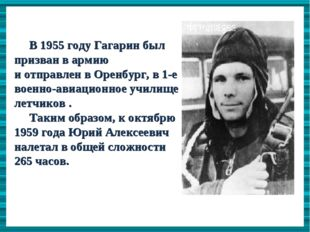 В 1955 году Гагарин был
призван в армию
и отправлен в Оренбург, в 1-е
военно-авиационное училище
летчиков .
Таким образом, к октябрю
1959 года Юрий Алексеевич
налетал в общей сложности
265 часов.